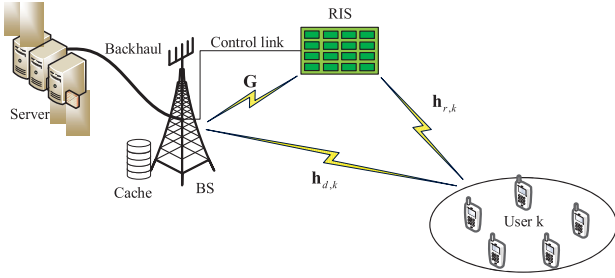 RIS
Backhaul
Control link
G
Server
h_{r,k}
h_{d,k}
Cache
BS
User k